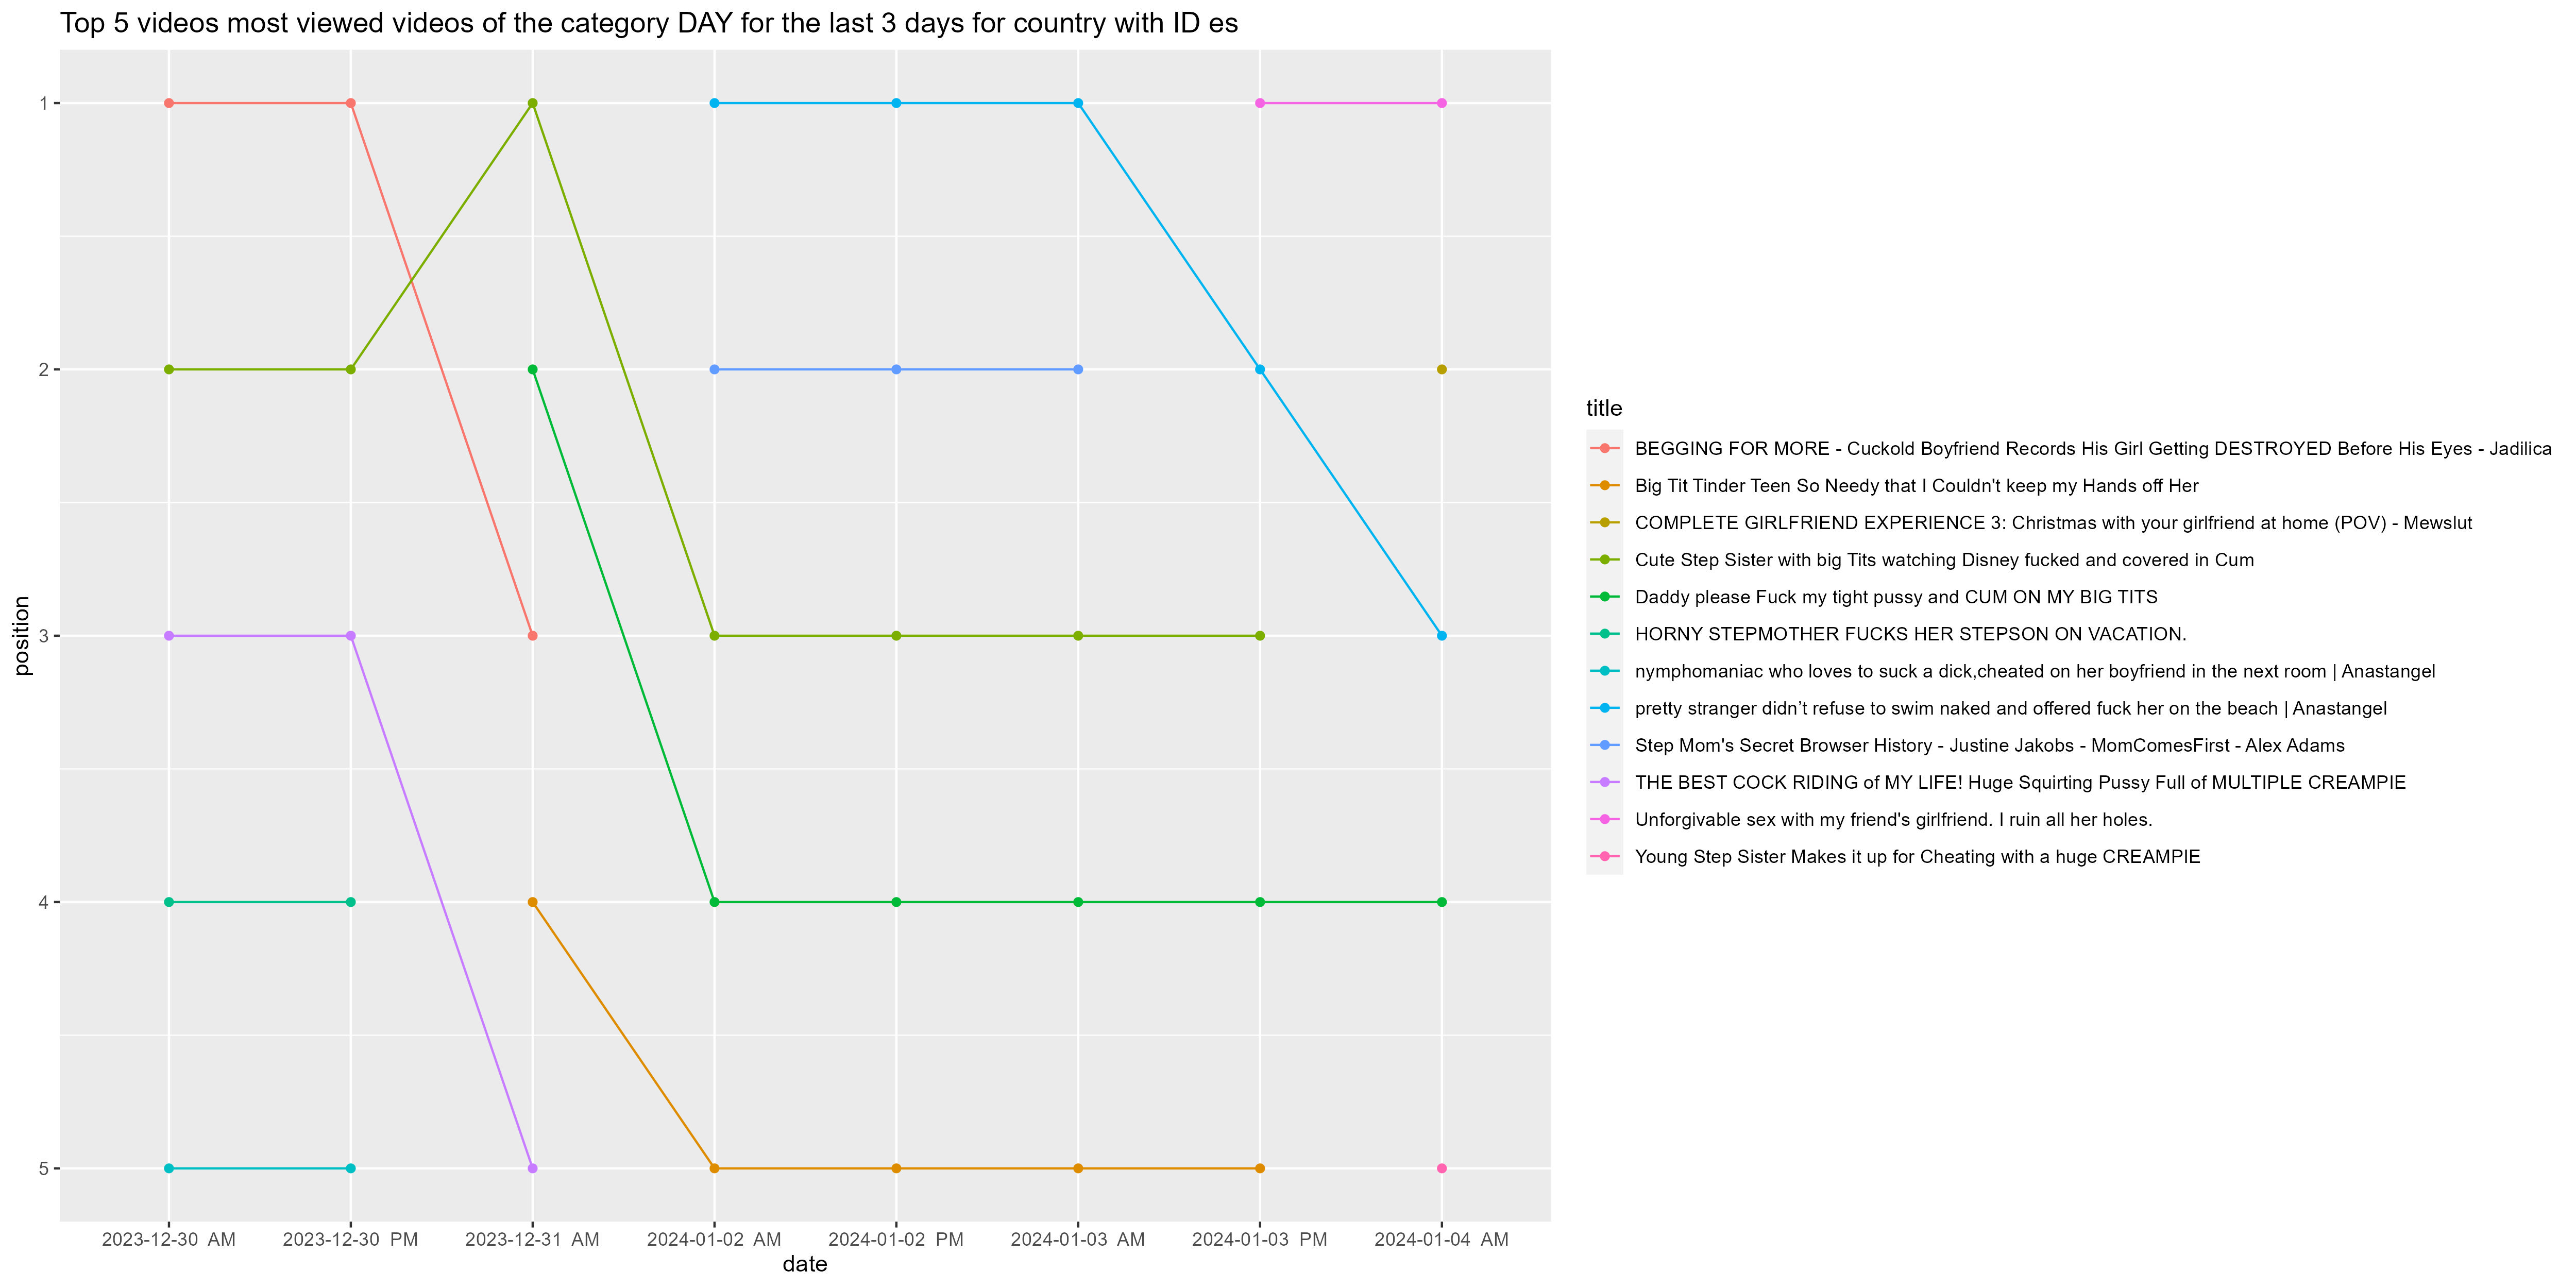 Top 5 videos most viewed videos of the category DAY for the last 3 days for country with ID es
1
2
3
4
5
position
2023-12-30 AM
2023-12-30 PM
2023-12-31 AM
2024-01-02 AM
2024-01-02 PM
2024-01-03 AM
2024-01-03 PM
2024-01-04 AM
date
title
BEGGING FOR MORE - Cuckold Boyfriend Records His Girl Getting DESTROYED Before His Eyes - Jadilica
Big Tit Tinder Teen So Needy that I Couldn't keep my Hands off Her
COMPLETE GIRLFRIEND EXPERIENCE 3: Christmas with your girlfriend at home (POV) - Mewslut
Cute Step Sister with big Tits watching Disney fucked and covered in Cum
Daddy please Fuck my tight pussy and CUM ON MY BIG TITS
HORNY STEPMOTHER FUCKS HER STEPSON ON VACATION.
nymphomaniac who loves to suck a dick,cheated on her boyfriend in the next room | Anastangel
pretty stranger didn’t refuse to swim naked and offered fuck her on the beach | Anastangel
Step Mom's Secret Browser History - Justine Jakobs - MomComesFirst - Alex Adams
THE BEST COCK RIDING of MY LIFE! Huge Squirting Pussy Full of MULTIPLE CREAMPIE
Unforgivable sex with my friend's girlfriend. I ruin all her holes.
Young Step Sister Makes it up for Cheating with a huge CREAMPIE